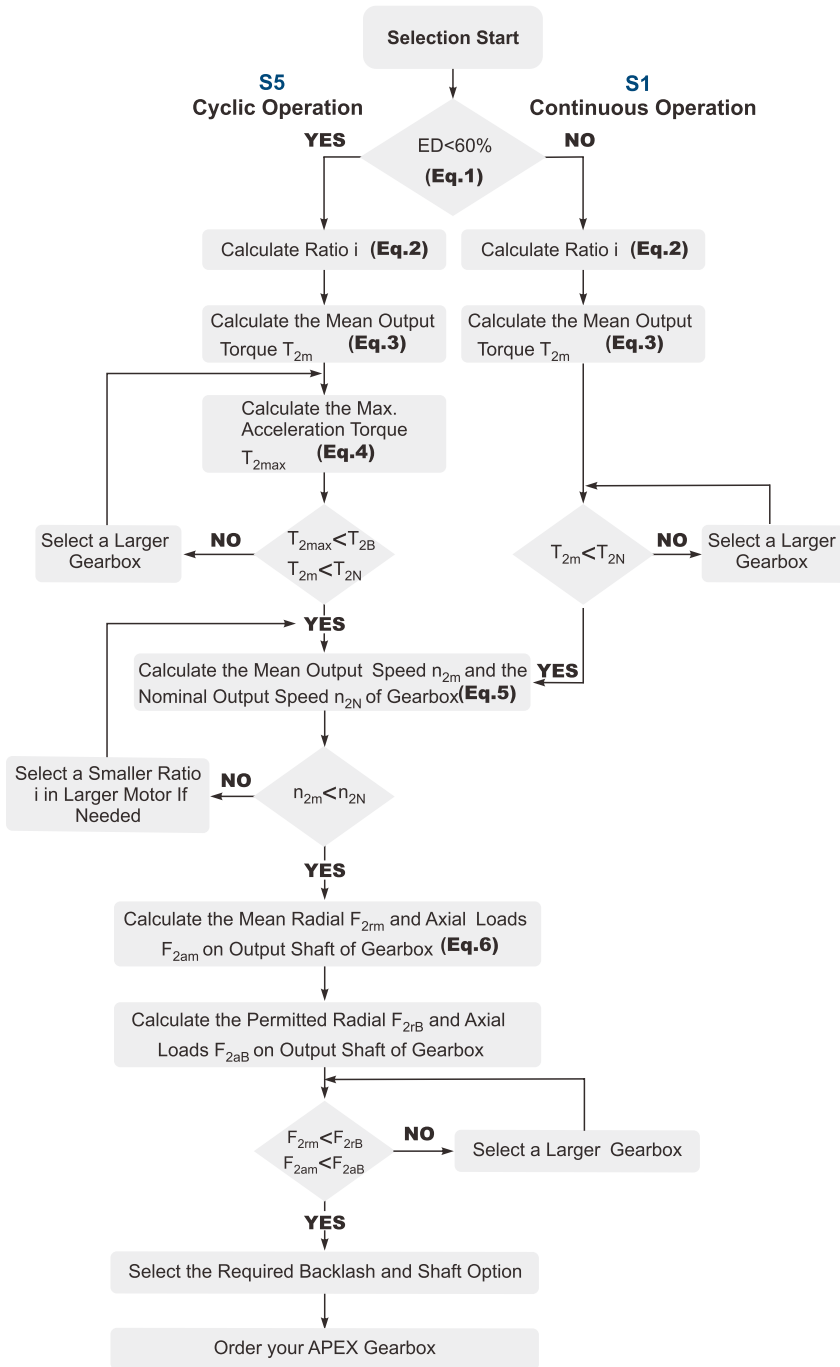 Selection Start
S5
Cyclic Operation
S1
Continuous Operation
YES
ED<60%
(Eq.1)
NO
Calculate Ratio i (Eq.2)
Calculate Ratio i (Eq.2)
Calculate the Mean Output
Torque T2m (Eq.3)
Calculate the Mean Output
Torque T2m (Eq.3)
Calculate the Max.
Acceleration Torque
T2max (Eq.4)
Select a Larger
Gearbox
NO
T2max<T2B
T2m<T2N
T2m<T2N
NO
Select a Larger
Gearbox
YES
Calculate the Mean Output Speed n2m and the
Nominal Output Speed n2N of Gearbox(Eq.5)
YES
Select a Smaller Ratio
i in Larger Motor If
Needed
NO
n2m<n2N
YES
Calculate the Mean Radial F2rm and Axial Loads
F2am on Output Shaft of Gearbox (Eq.6)
Calculate the Permitted Radial F2rB and Axial
Loads F2aB on Output Shaft of Gearbox
F2rm<F2rB
F2am<F2aB
NO
Select a Larger Gearbox
YES
Select the Required Backlash and Shaft Option
Order your APEX Gearbox